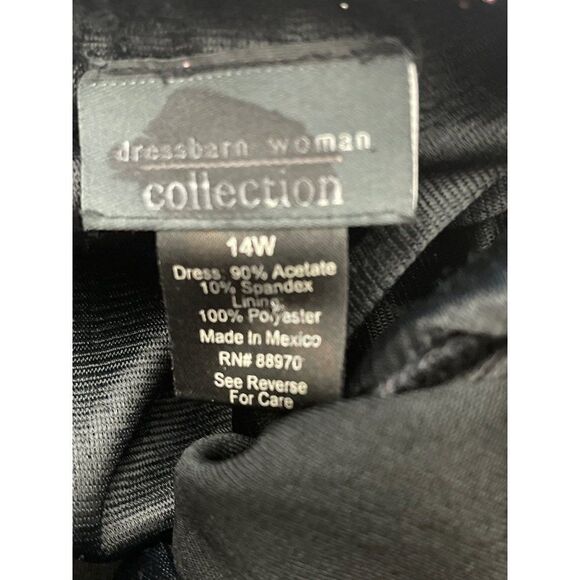 dressbarn woman
collection
14W
Dress: 90% Acetate
10% Spandex
Lining:
100% Polyester
Made In Mexico
RN# 88970
See Reverse
For Care